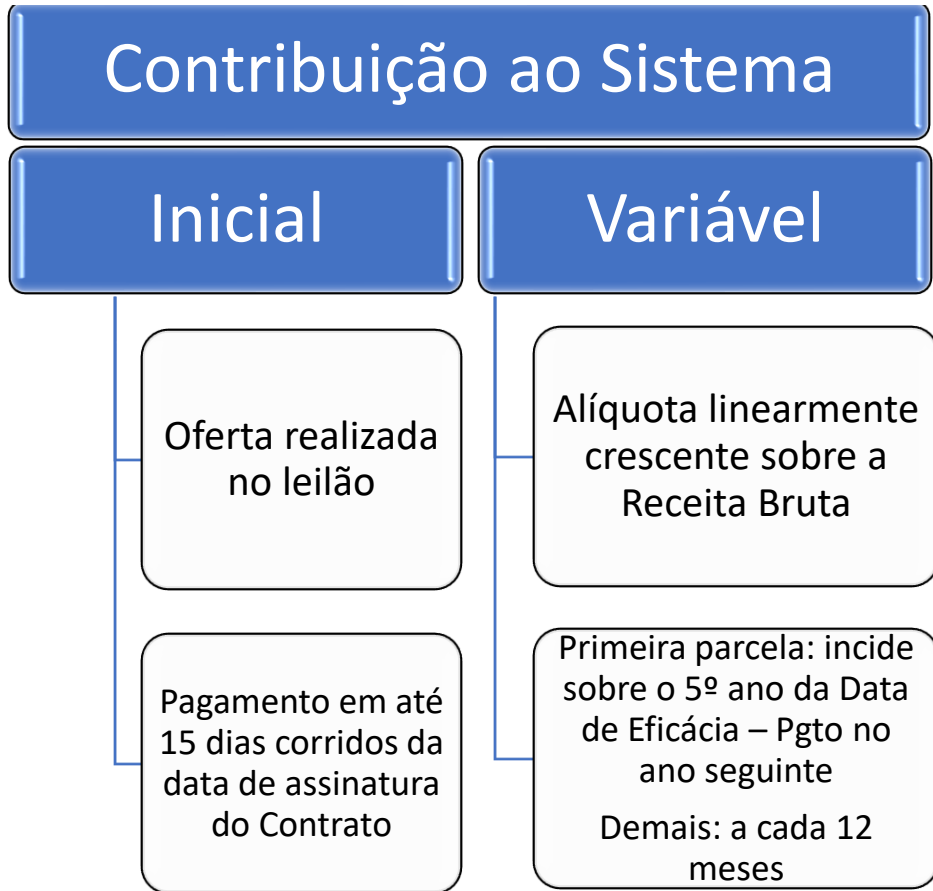 Contribuição ao Sistema
Inicial
Oferta realizada
no leilão
Pagamento em até
15 dias corridos da
data de assinatura
do Contrato
Variável
Alíquota linearmente
crescente sobre a
Receita Bruta
Primeira parcela: incide
sobre o 5º ano da Data
de Eficácia – Pgto no
ano seguinte
Demais: a cada 12
meses